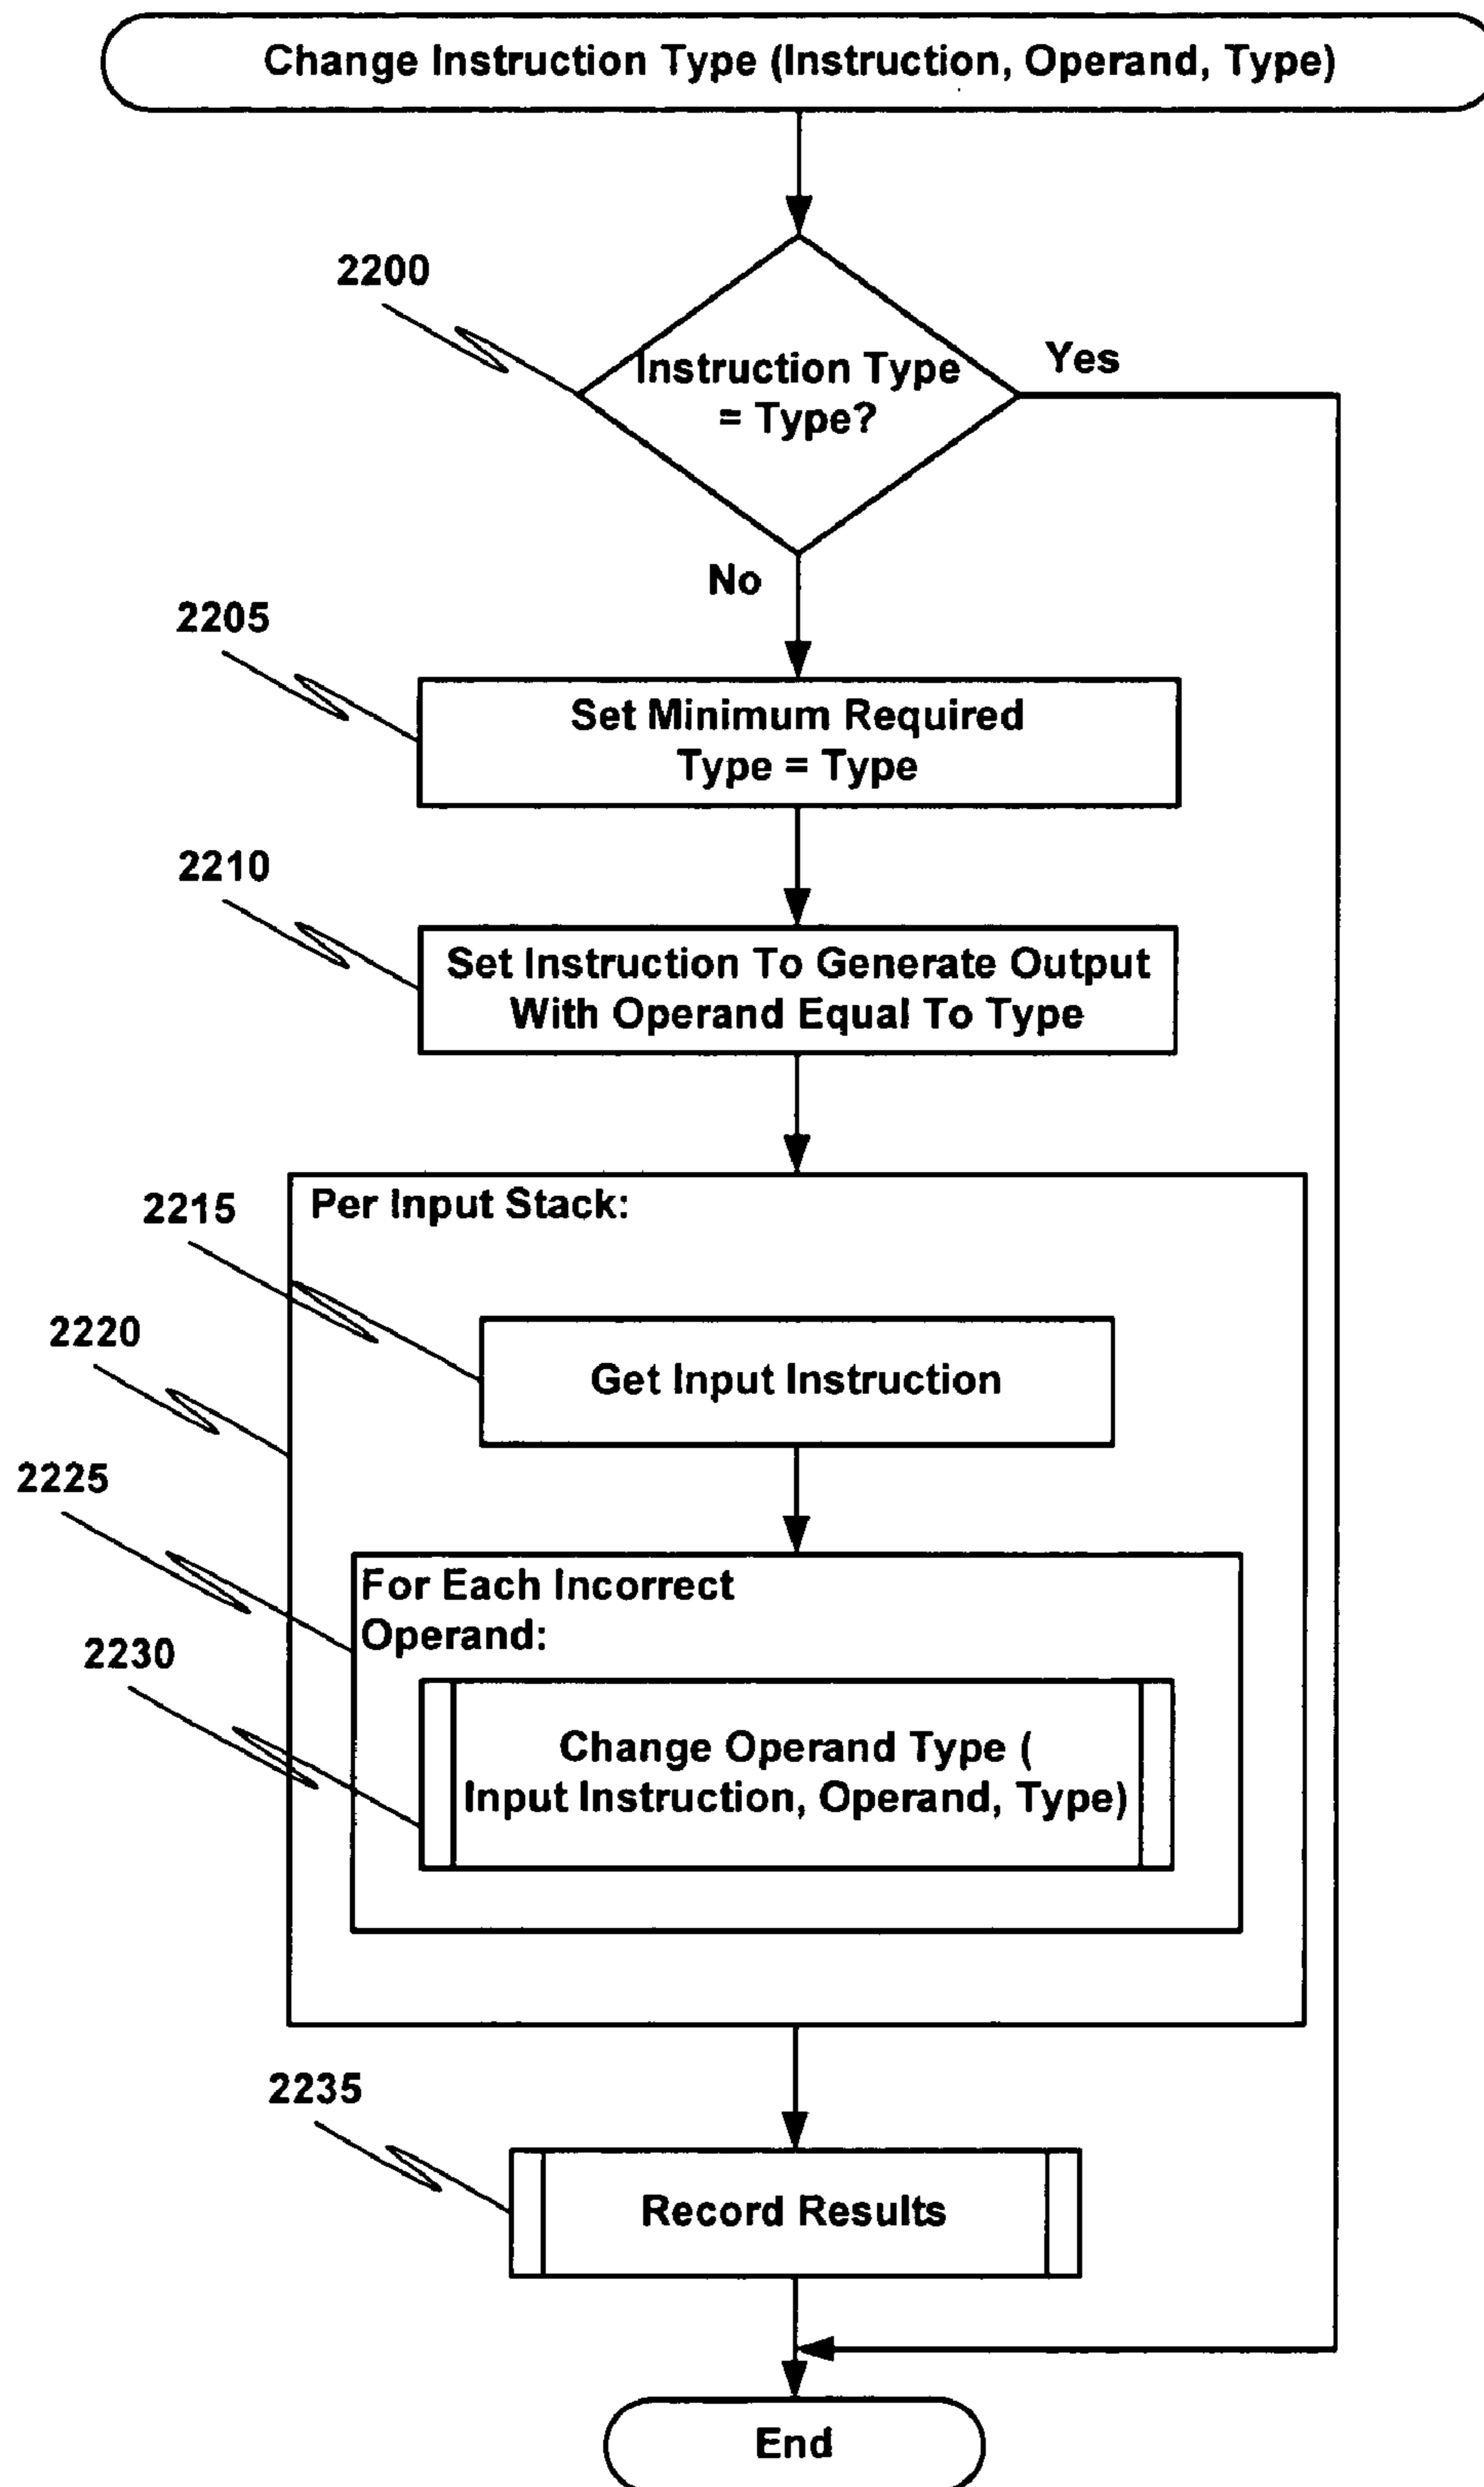 Change Instruction Type (Instruction, Operand, Type)
2200
Instruction Type
= Type?
Yes
No
2205
Set Minimum Required
Type = Type
2210
Set Instruction To Generate Output
With Operand Equal To Type
2215
Per Input Stack:
2220
Get Input Instruction
2225
For Each Incorrect
Operand:
2230
Change Operand Type (
Input Instruction, Operand, Type)
2235
Record Results
End